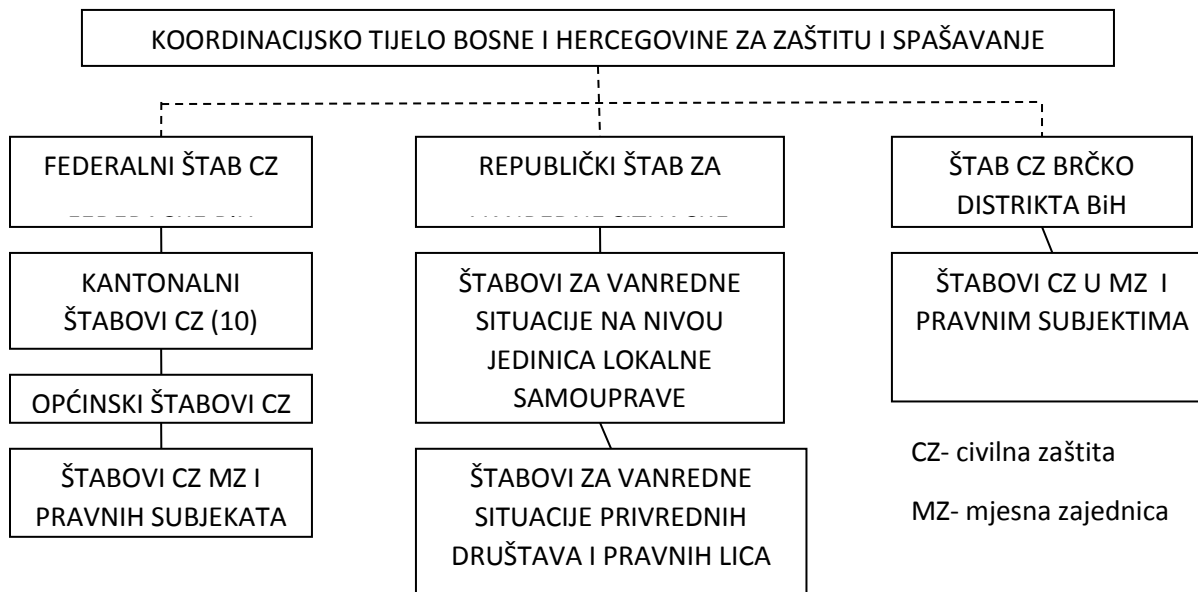 KOORDINACIJSKO TIJELO BOSNE I HERCEGOVINE ZA ZAŠTITU I SPAŠAVANJE
FEDERALNI ŠTAB CZ
KANTONALNI
ŠTABOVI CZ (10)
OPĆINSKI ŠTABOVI CZ
ŠTABOVI CZ MZ I
PRAVNIH SUBJEKATA
REPUBLIČKI ŠTAB ZA
ŠTABOVI ZA VANREDNE
SITUACIJE NA NIVOU
JEDINICA LOKALNE
SAMOUPRAVE
ŠTABOVI ZA VANREDNE
SITUACIJE PRIVREDNIH
DRUŠTAVA I PRAVNIH LICA
ŠTAB CZ BRČKO
DISTRIKTA BiH
ŠTABOVI CZ U MZ I
PRAVNIM SUBJEKTIMA
CZ- civilna zaštita
MZ- mjesna zajednica